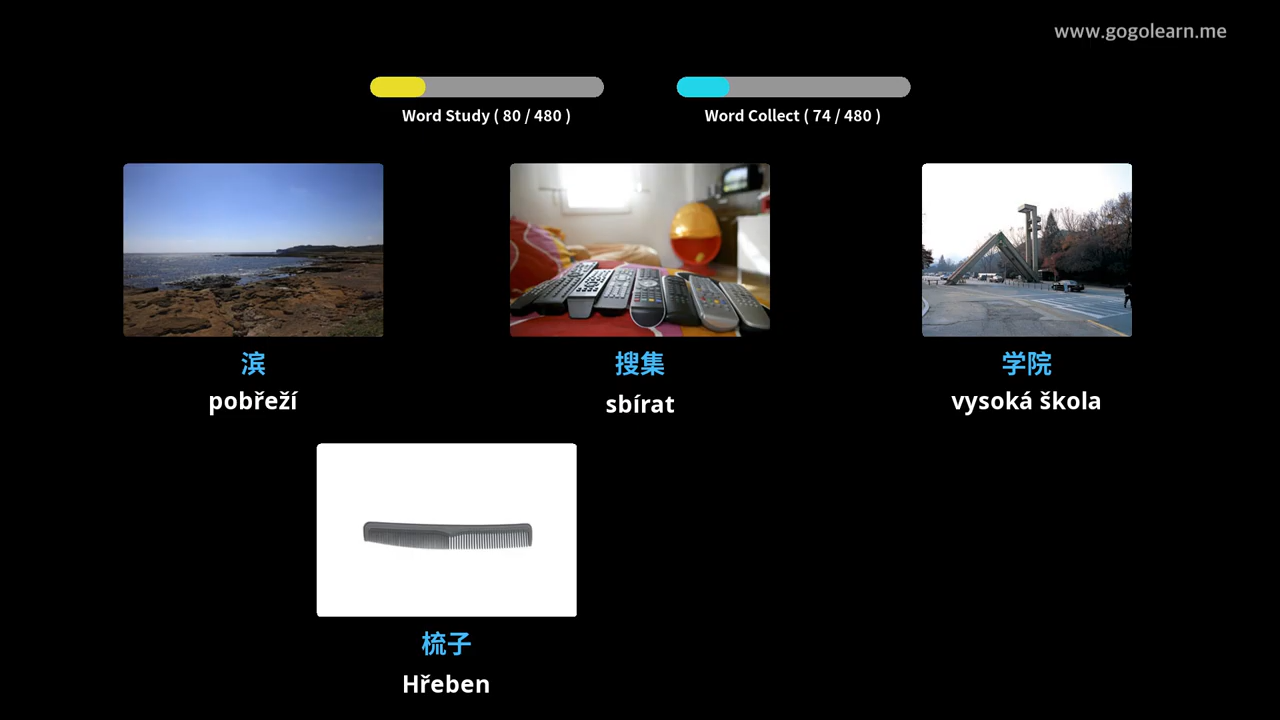 www.gogolearn.me
Word Study ( 80 / 480 )
Word Collect ( 74 / 480 )
滨
pobřeží
搜集
sbírat
学院
vysoká škola
梳子
Hřeben